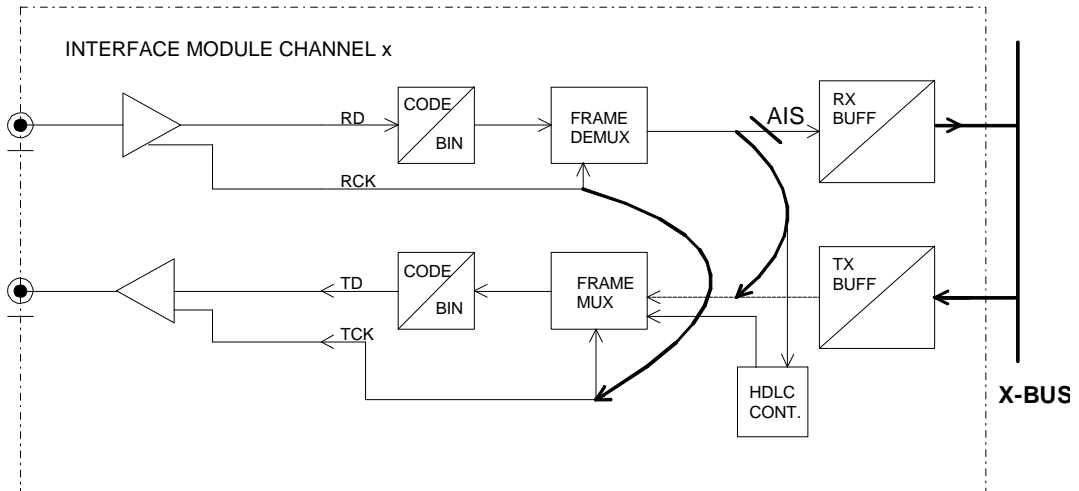 INTERFACE MODULE CHANNEL x
RD
CODE
BIN
FRAME
DEMUX
AIS
RX
BUFF
RCK
TD
CODE
BIN
FRAME
MUX
TX
BUFF
TCK
HDLC
CONT.
X-BUS